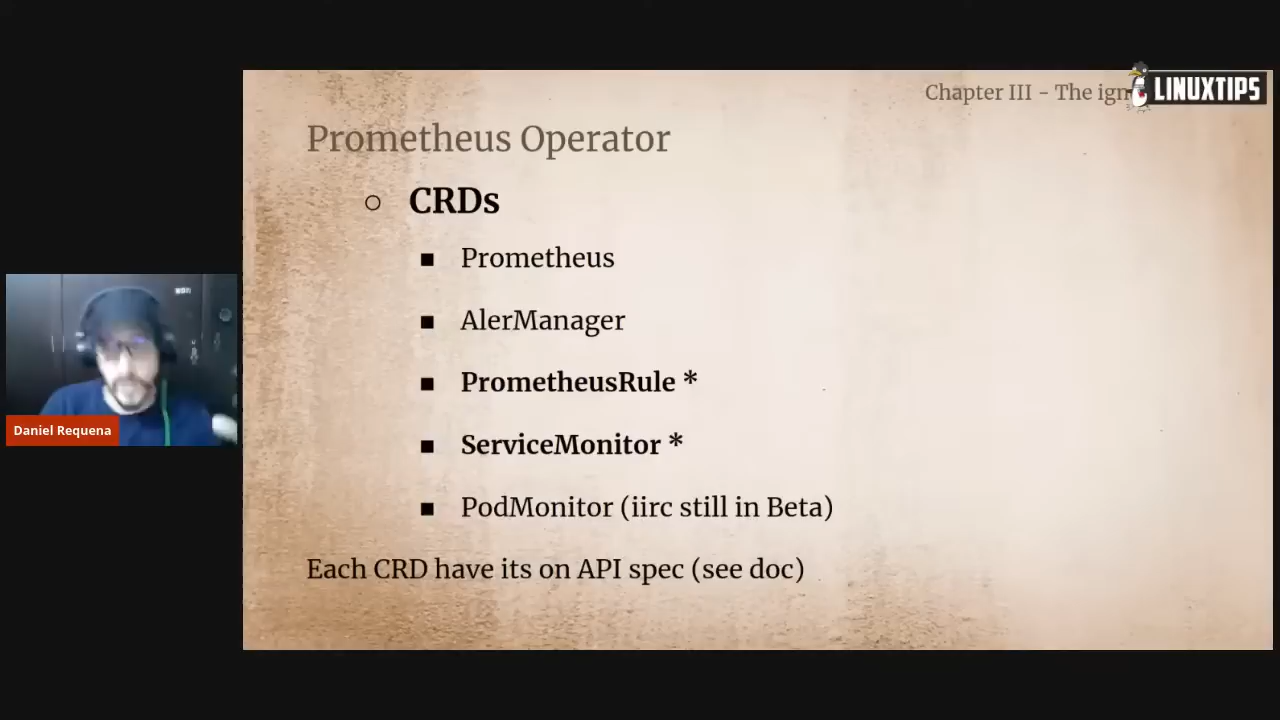 Chapter III - The ign
LINUXTIPS
Prometheus Operator
CRDs
Prometheus
AlerManager
PrometheusRule *
ServiceMonitor *
PodMonitor (iirc still in Beta)
Each CRD have its on API spec (see doc)
Daniel Requena